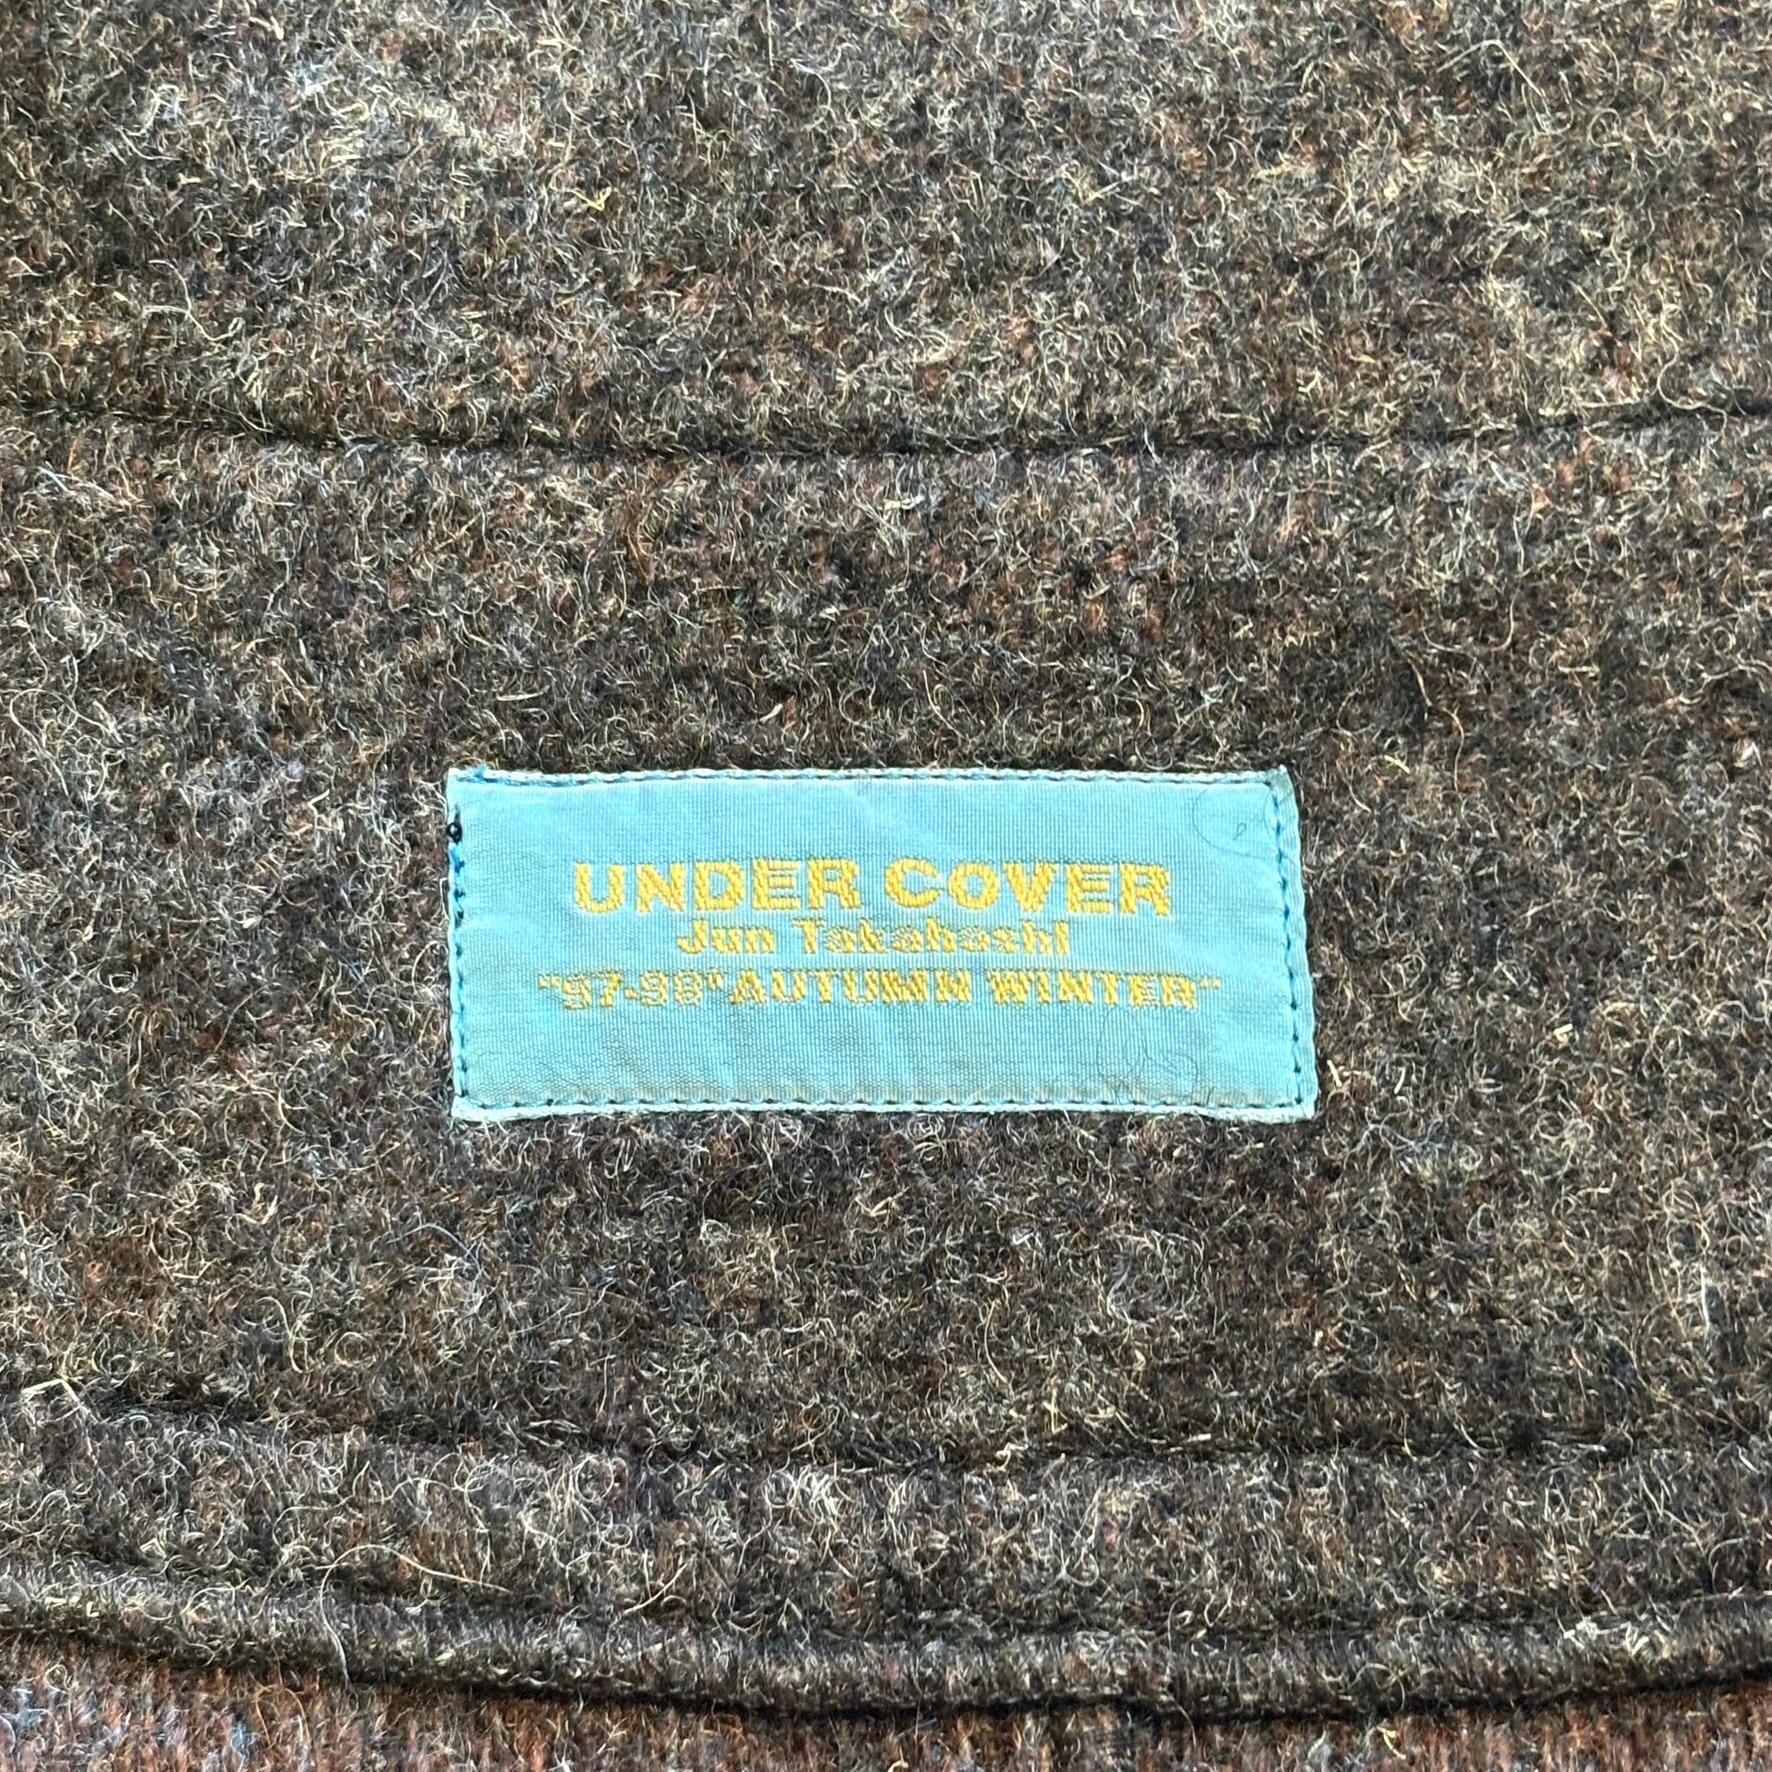 UNDER COVER
Jun Takahashi
"97-98"AUTUMN WINTER"